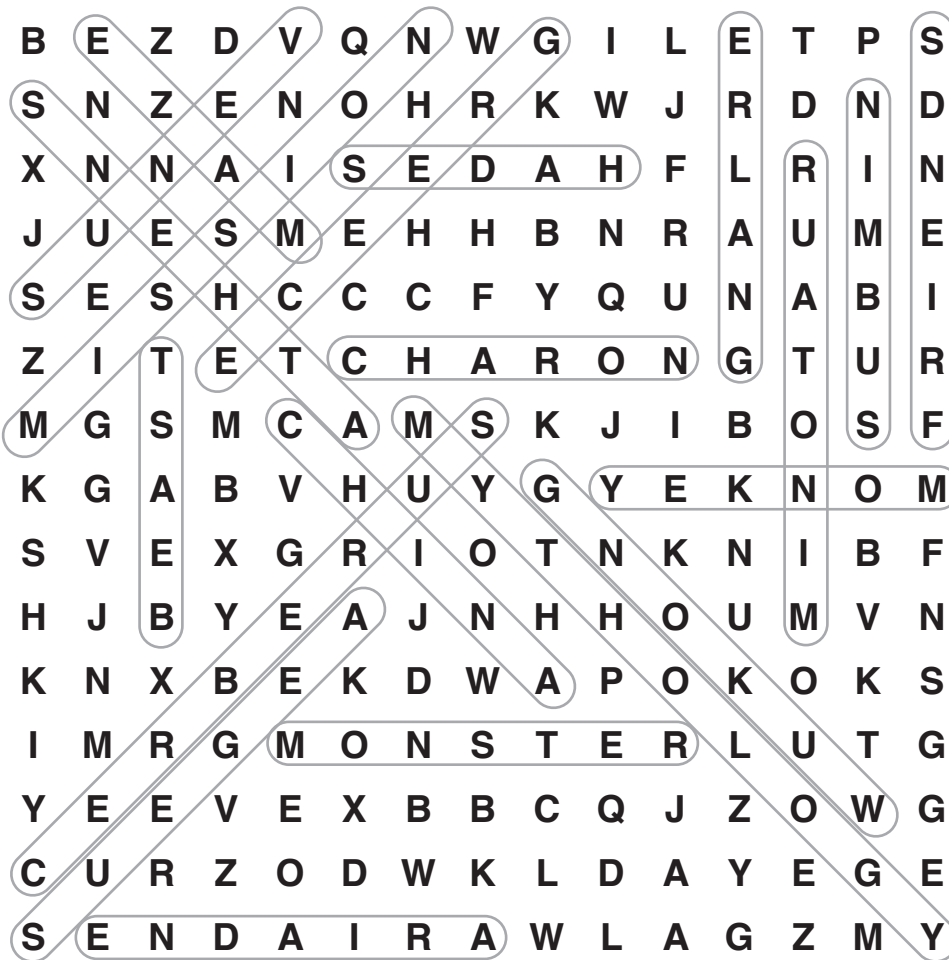 B E Z D V Q N W G I L E T P S
S N Z E N O H R K W J R D N D
X N N A I S E D A H F L R I N
J U E S M E H H B N R A U M E
S E S H C C C F Y Q U N A B I
Z I T E T C H A R O N G T U R
M G S M C A M S K J I B O S F
K G A B V H U Y G Y E K N O M
S V E X G R I O T N K N I B F
H J B Y E A J N H H O U M V N
K N X B E K D W A P O K O K S
I M R G M O N S T E R L U T G
Y E E V E X B B C Q J Z O W G
C U R Z O D W K L D A Y E G E
S E N D A I R A W L A G Z M Y